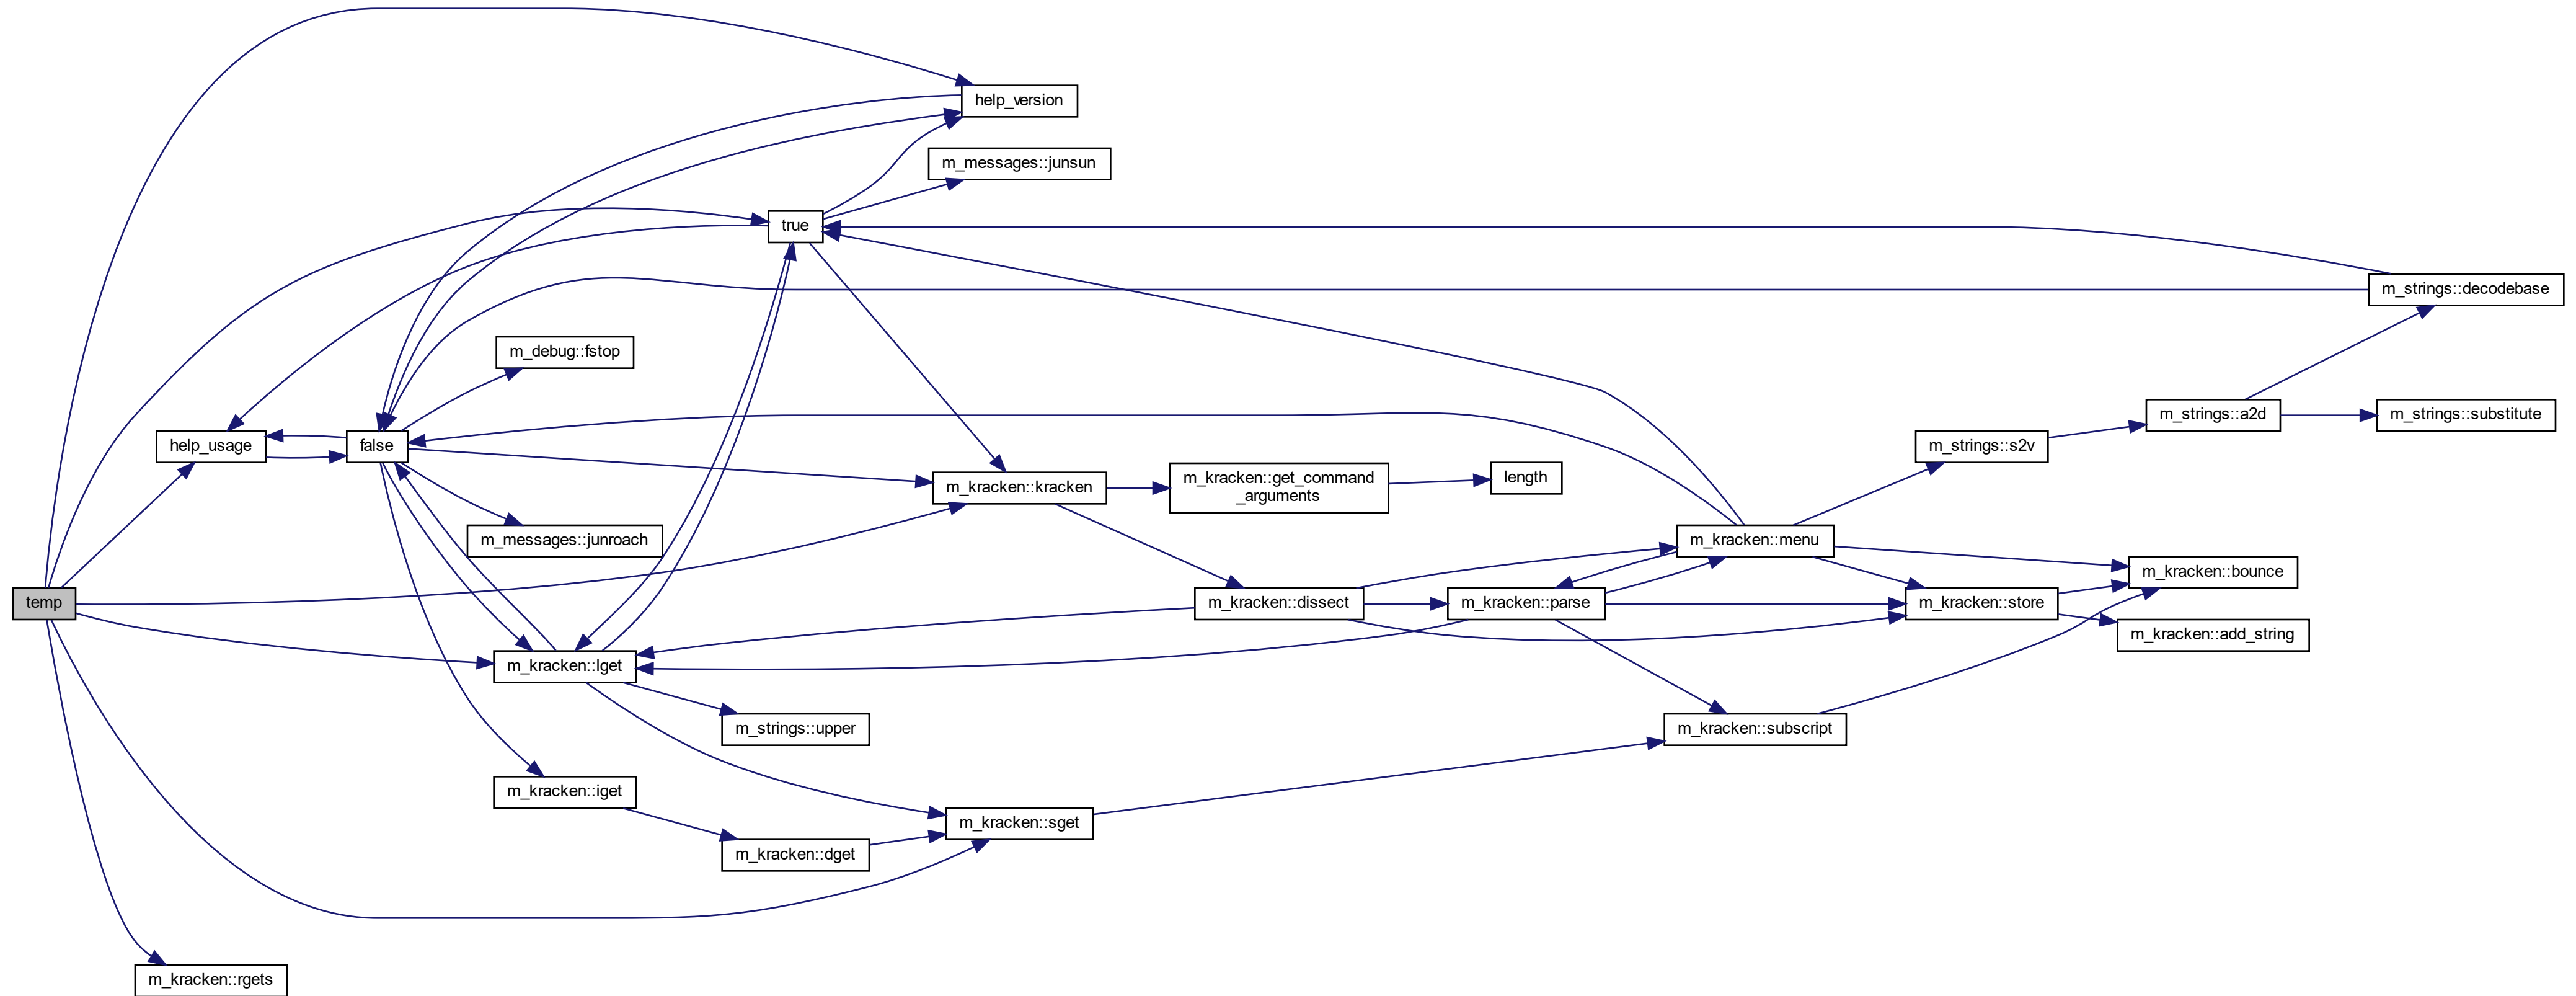 help_version
m_messages::junsun
true
m_strings::decodebase
m_debug::fstop
m_strings::a2d
m_strings::substitute
help_usage
false
m_strings::s2v
m_kracken::kracken
m_kracken::get_command
_arguments
length
m_messages::junroach
m_kracken::menu
m_kracken::bounce
temp
m_kracken::dissect
m_kracken::parse
m_kracken::store
m_kracken::add_string
m_kracken::lget
m_strings::upper
m_kracken::subscript
m_kracken::iget
m_kracken::sget
m_kracken::dget
m_kracken::rgets